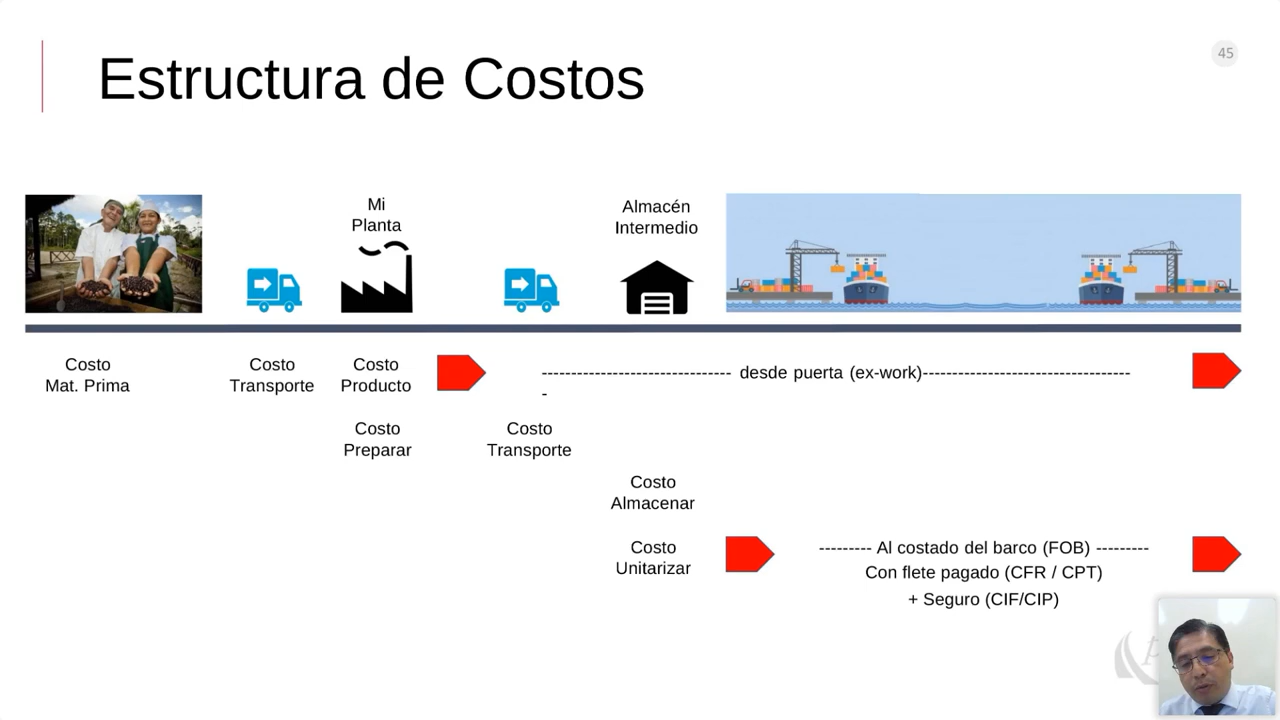 Estructura de Costos
45
Mi
Planta
Almacén
Intermedio
Costo
Mat. Prima
Costo
Transporte
Costo
Producto
-------------------------------- desde puerta (ex-work)-----------------------------------
-
Costo
Preparar
Costo
Transporte
Costo
Almacenar
Costo
Unitarizar
--------- Al costado del barco (FOB) ---------
Con flete pagado (CFR / CPT)
+ Seguro (CIF/CIP)